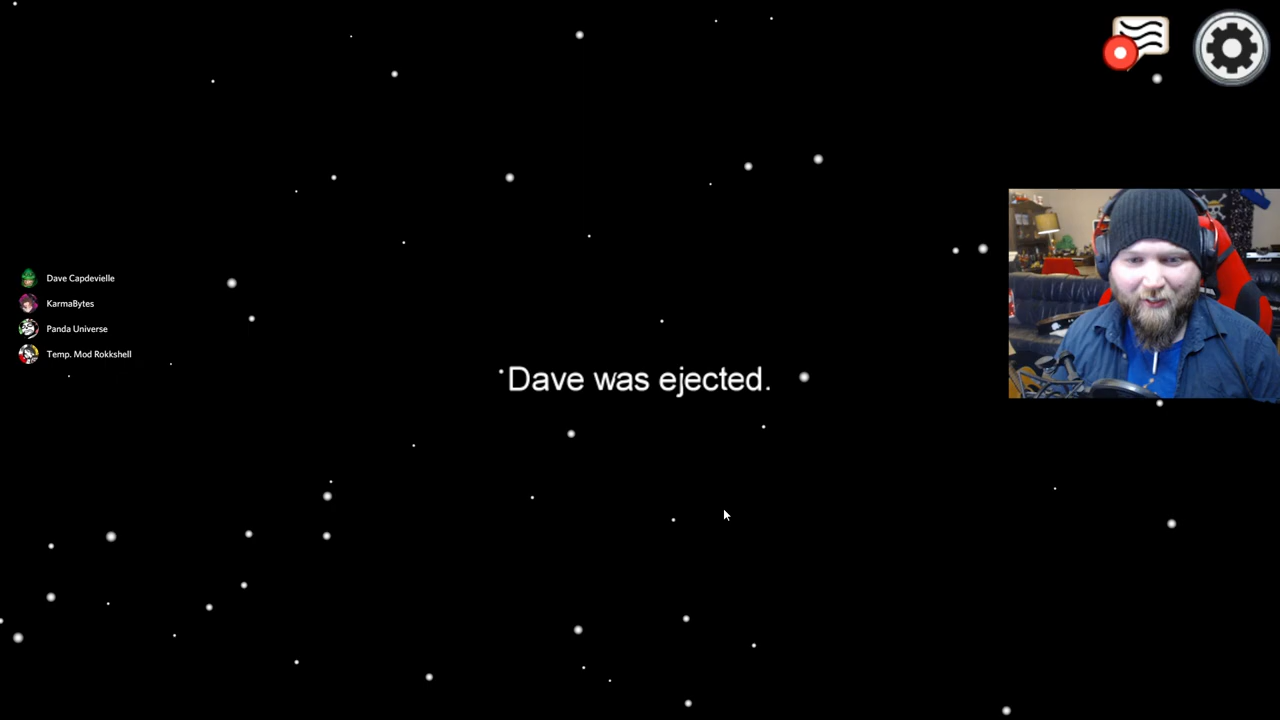 Dave Capdevielle
KarmaBytes
Panda Universe
Temp. Mod Rokkshell
Dave was ejected.